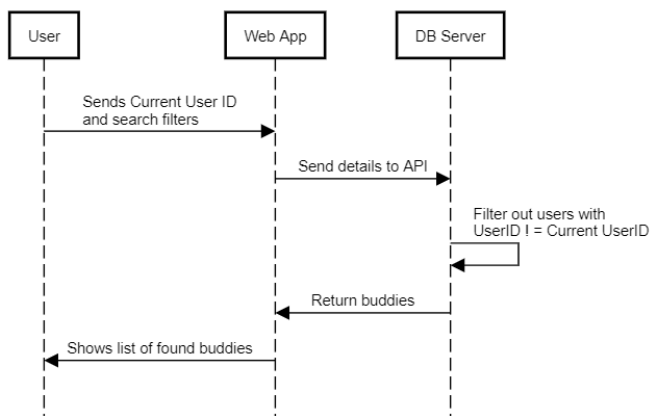 User
Web App
DB Server
Sends Current User ID
and search filters
Send details to API
Filter out users with
UserID ! = Current UserID
Return buddies
Shows list of found buddies